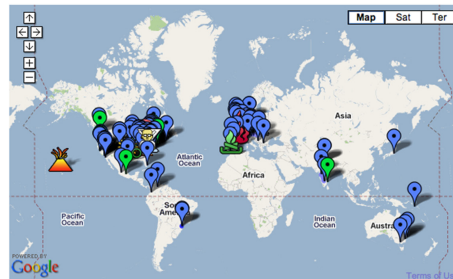 Map
Sat
Ter
Asia
Atlantic
Ocean
Africa
Pacific
Ocean
Indian
Ocean
POWERED BY
Google
Terms of Us